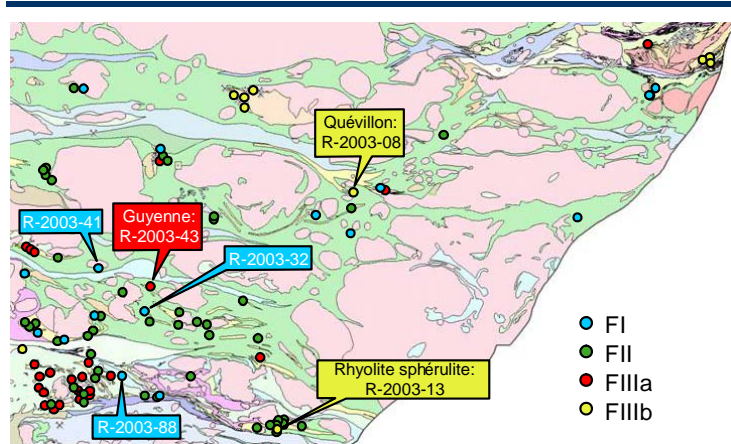 Quévillon:
R-2003-08
R-2003-41
Guyenne:
R-2003-43
R-2003-32
FI
FII
FIIIa
FIIIb
Rhyolite sphérulite:
R-2003-13
R-2003-88